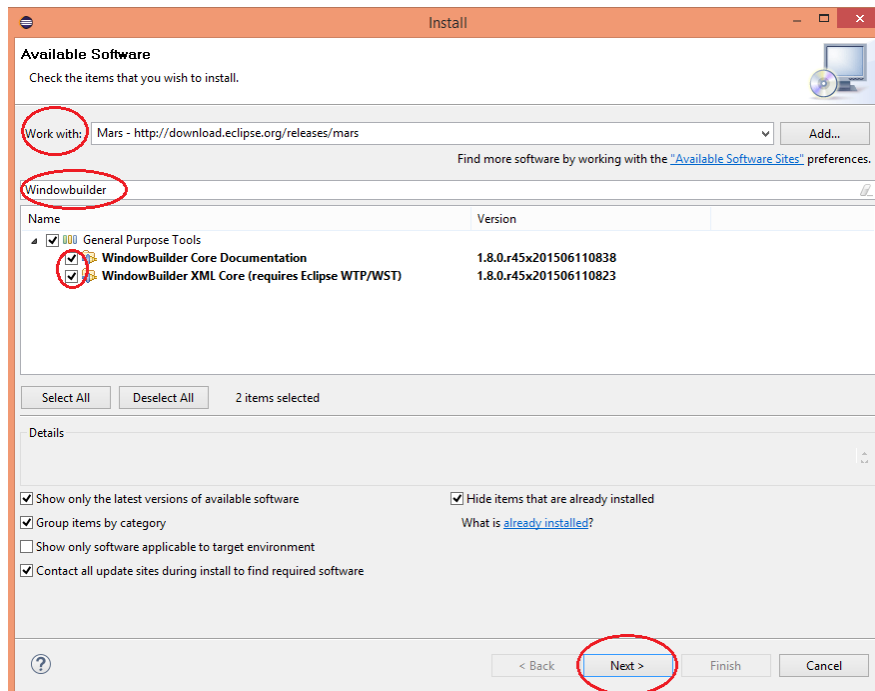 Install
Available Software
Check the items that you wish to install.
Work with: Mars - http://download.eclipse.org/releases/mars Add...
Find more software by working with the "Available Software Sites" preferences.
Windowbuilder
Name Version
General Purpose Tools
WindowBuilder Core Documentation 1.8.0.r45x201506110838
WindowBuilder XML Core (requires Eclipse WTP/WST) 1.8.0.r45x201506110823
Select All Deselect All 2 items selected
Details
Show only the latest versions of available software Hide items that are already installed
Group items by category What is already installed?
Show only software applicable to target environment
Contact all update sites during install to find required software
? < Back Next > Finish Cancel